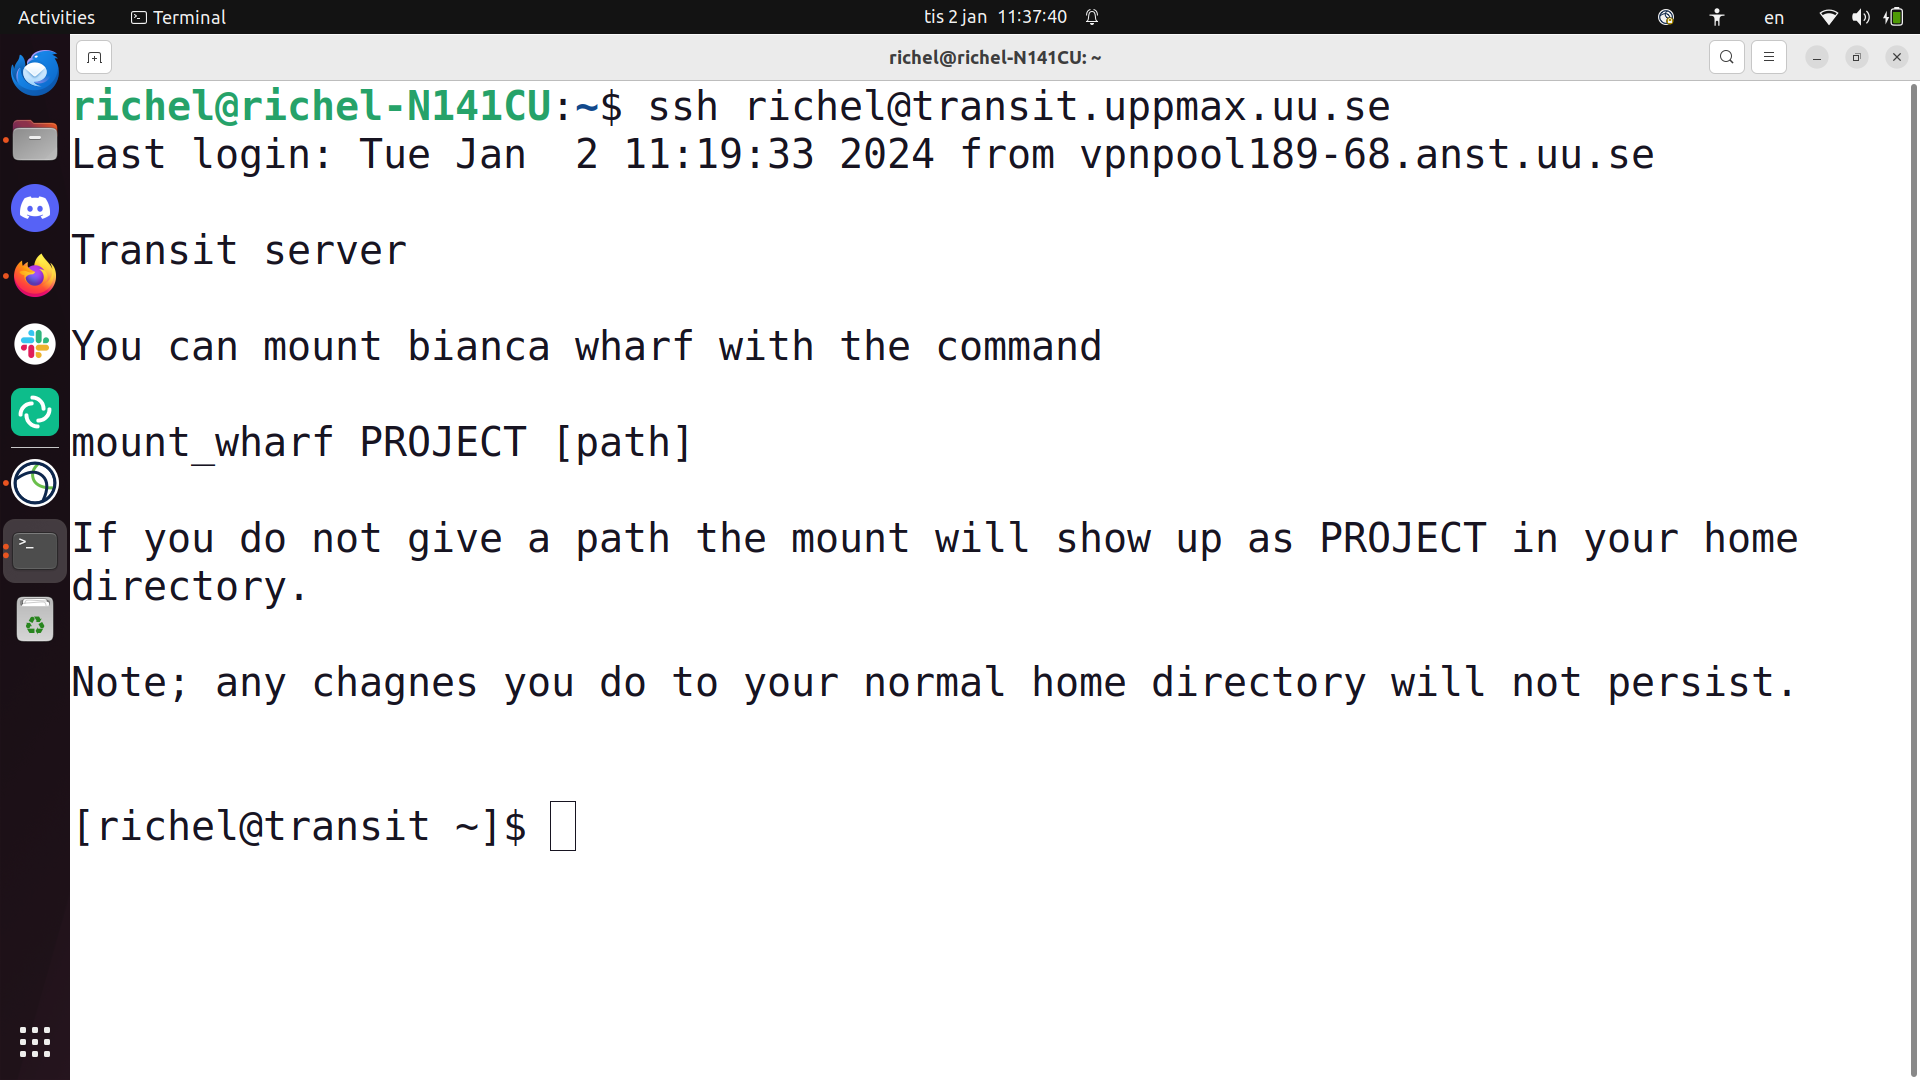 Activities Terminal tis 2 jan 11:37:40 en
richel@richel-N141CU: ~
richel@richel-N141CU:~$ ssh richel@transit.uppmax.uu.se
Last login: Tue Jan  2 11:19:33 2024 from vpnpool189-68.anst.uu.se
Transit server
You can mount bianca wharf with the command
mount_wharf PROJECT [path]
If you do not give a path the mount will show up as PROJECT in your home
directory.
Note; any chagnes you do to your normal home directory will not persist.
[richel@transit ~]$